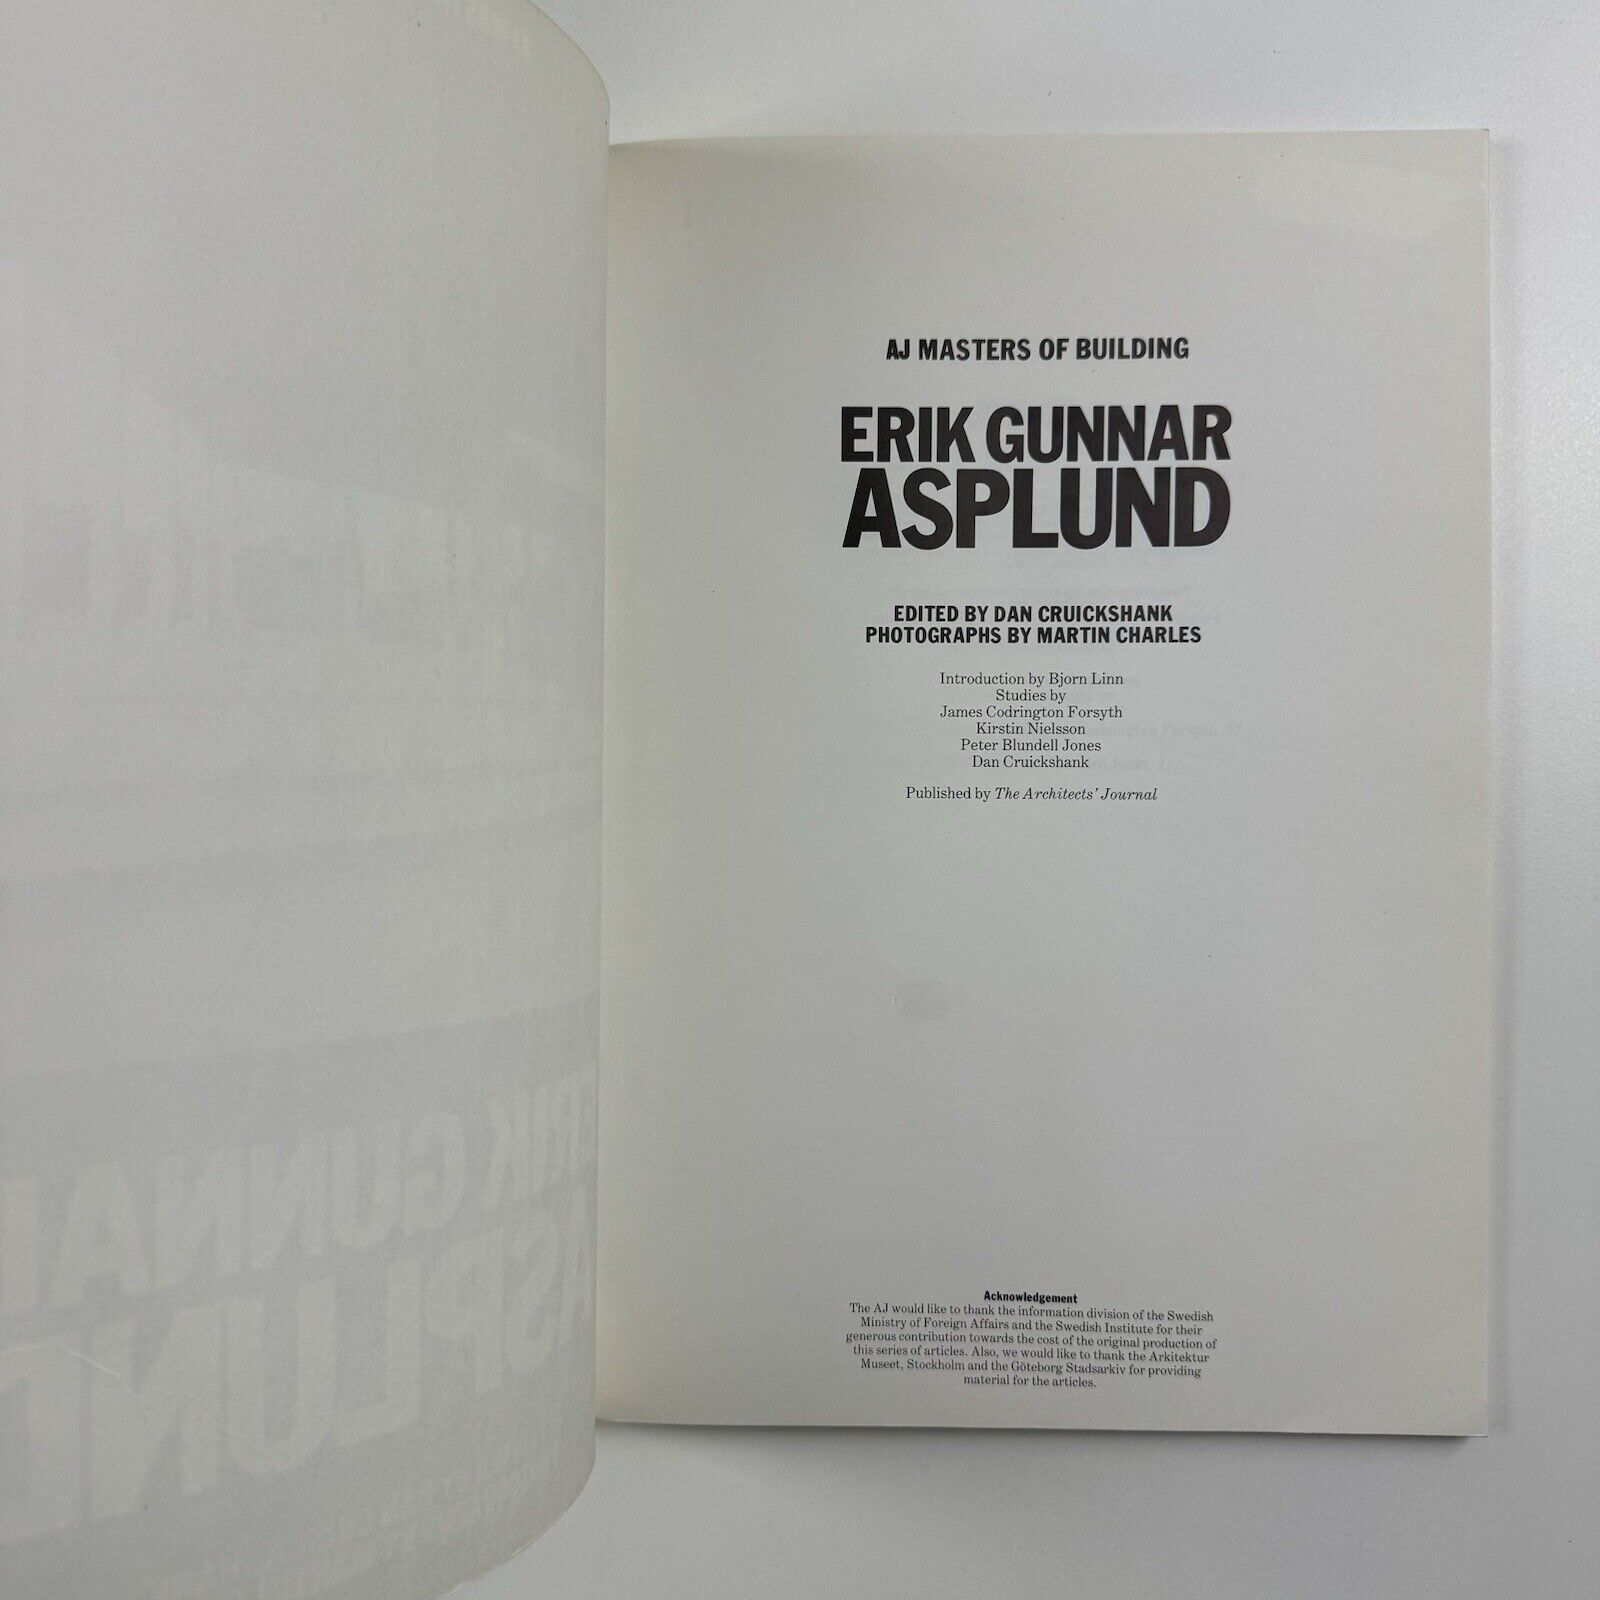 AJ MASTERS OF BUILDING
ERIK GUNNAR
ASPLUND
EDITED BY DAN CRUICKSHANK
PHOTOGRAPHS BY MARTIN CHARLES
Introduction by Bjorn Linn
Studies by
James Codrington Forsyth
Kirstin Nielsson
Peter Blundell Jones
Dan Cruickshank
Published by The Architects' Journal
Acknowledgement
The AJ would like to thank the information division of the Swedish
Ministry of Foreign Affairs and the Swedish Institute for their
generous contribution towards the cost of the original production of
this series of articles. Also, we would like to thank the Arkitektur
Museet, Stockholm and the Göteborg Stadsarkiv for providing
material for the articles.